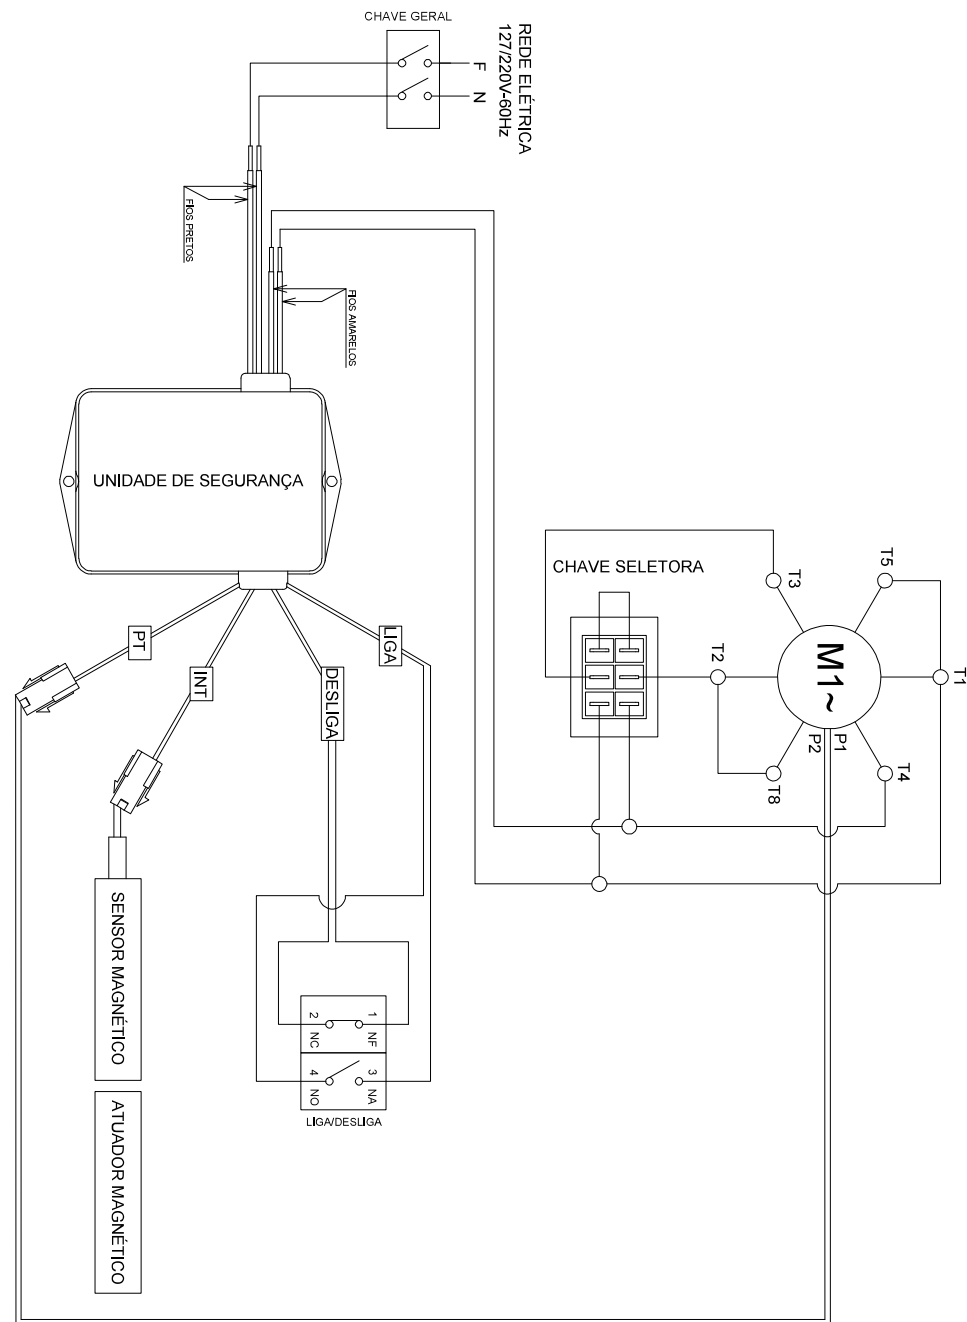 CHAVE GERAL
F
N
REDE ELÉTRICA
127/220V-60Hz
FIOS PRETOS
FIOS AMARELOS
UNIDADE DE SEGURANÇA
CHAVE SELETORA
T3
T5
T2
T1
M1~
P2
P1
T8
T4
PT
INT
DESLIGA
LIGA
SENSOR MAGNÉTICO
ATUADOR MAGNÉTICO
2
1
NC
NF
4
3
NO
NA
LIGA/DESLIGA